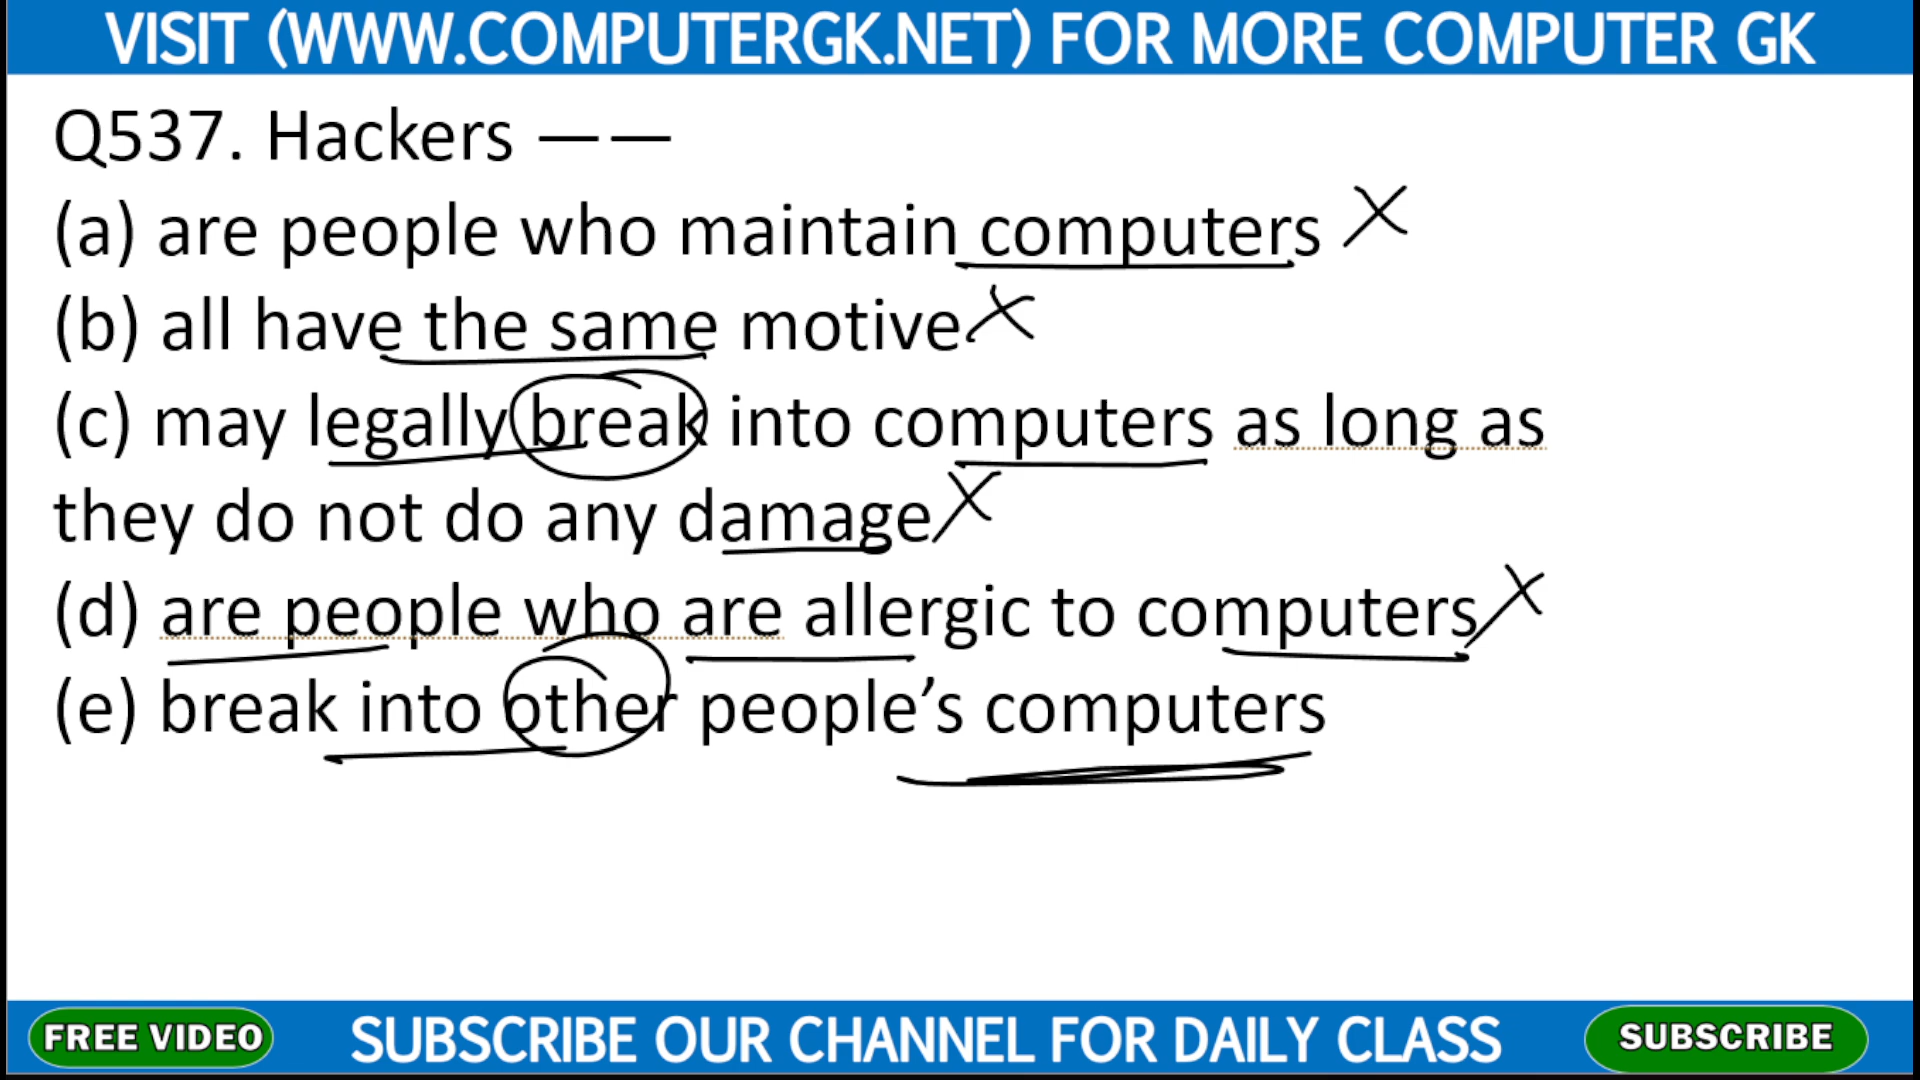 VISIT (WWW.COMPUTERGK.NET) FOR MORE COMPUTER GK
Q537. Hackers ——
(a) are people who maintain computers
(b) all have the same motive
(c) may legally break into computers as long as
they do not do any damage
(d) are people who are allergic to computers
(e) break into other people’s computers
FREE VIDEO SUBSCRIBE OUR CHANNEL FOR DAILY CLASS SUBSCRIBE